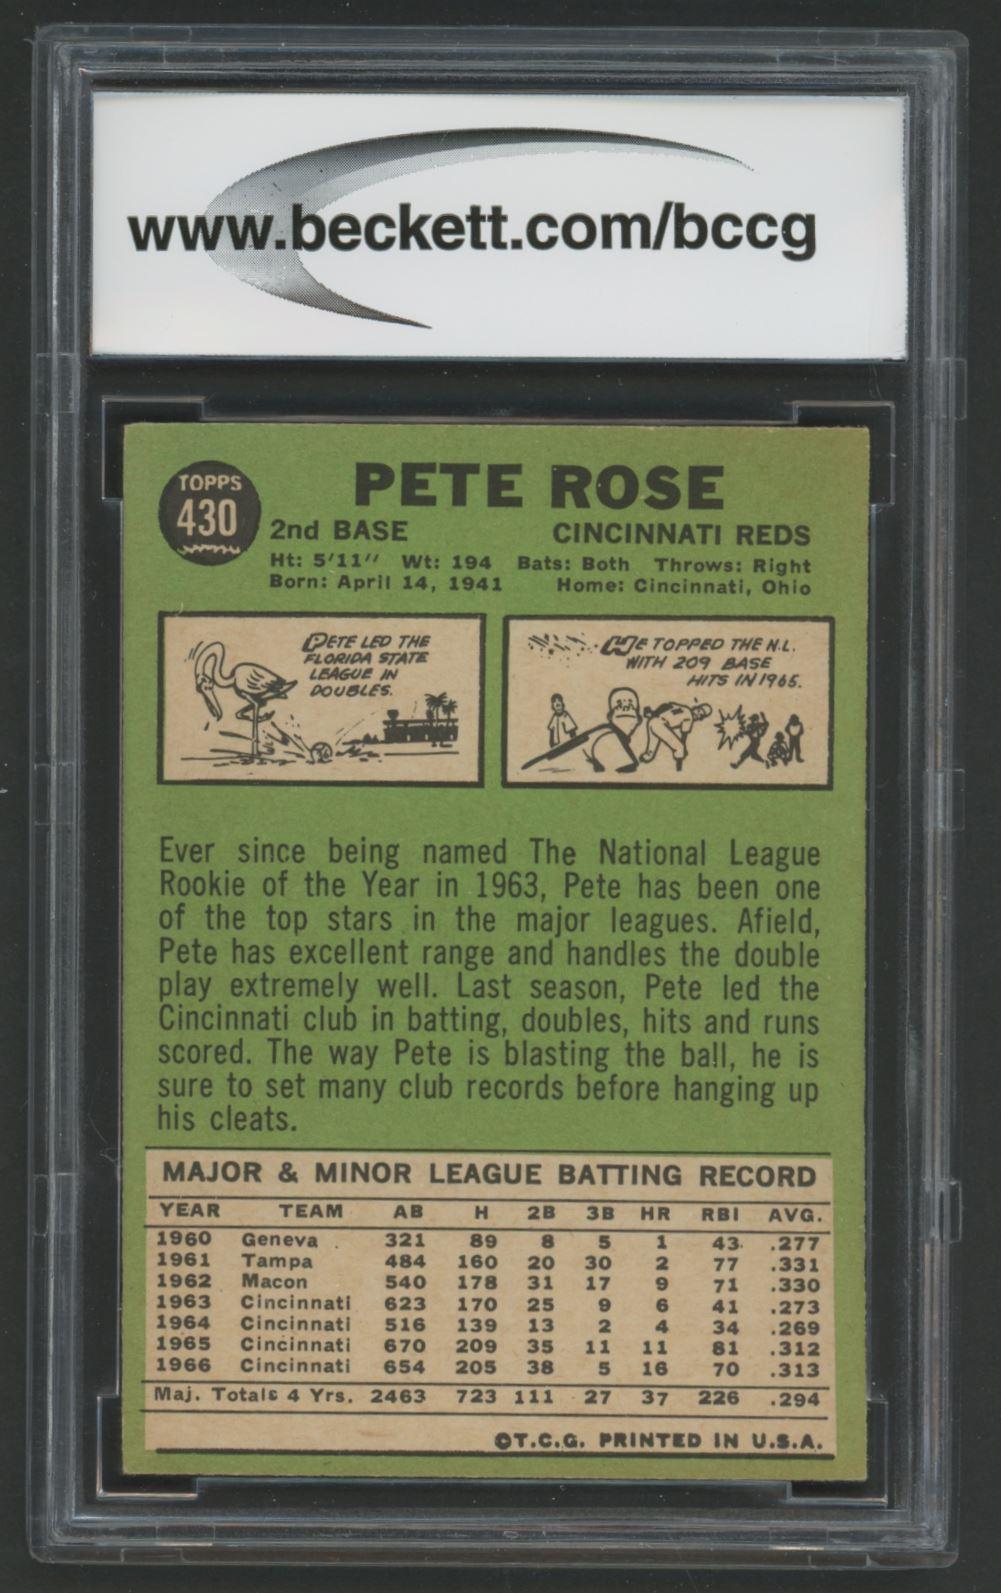 www.beckett.com/bccg
TOPPS
430
PETE ROSE
2nd BASE CINCINNATI REDS
Ht: 5'11'' Wt: 194 Bats: Both Throws: Right
Born: April 14, 1941 Home: Cincinnati, Ohio
PETE LED THE
FLORIDA STATE
LEAGUE IN
DOUBLES.
HE TOPPED THE N.L.
WITH 209 BASE
HITS IN 1965.
Ever since being named The National League
Rookie of the Year in 1963, Pete has been one
of the top stars in the major leagues. Afield,
Pete has excellent range and handles the double
play extremely well. Last season, Pete led the
Cincinnati club in batting, doubles, hits and runs
scored. The way Pete is blasting the ball, he is
sure to set many club records before hanging up
his cleats.
MAJOR & MINOR LEAGUE BATTING RECORD
YEAR TEAM AB H 2B 3B HR RBI AVG.
1960 Geneva 321 89 8 5 1 43 .277
1961 Tampa 484 160 20 30 2 77 .331
1962 Macon 540 178 31 17 9 71 .330
1963 Cincinnati 623 170 25 9 6 41 .273
1964 Cincinnati 516 139 13 2 4 34 .269
1965 Cincinnati 670 209 35 11 11 81 .312
1966 Cincinnati 654 205 38 5 16 70 .313
Maj. Totals 4 Yrs. 2463 723 111 27 37 226 .294
©T.C.G. PRINTED IN U.S.A.